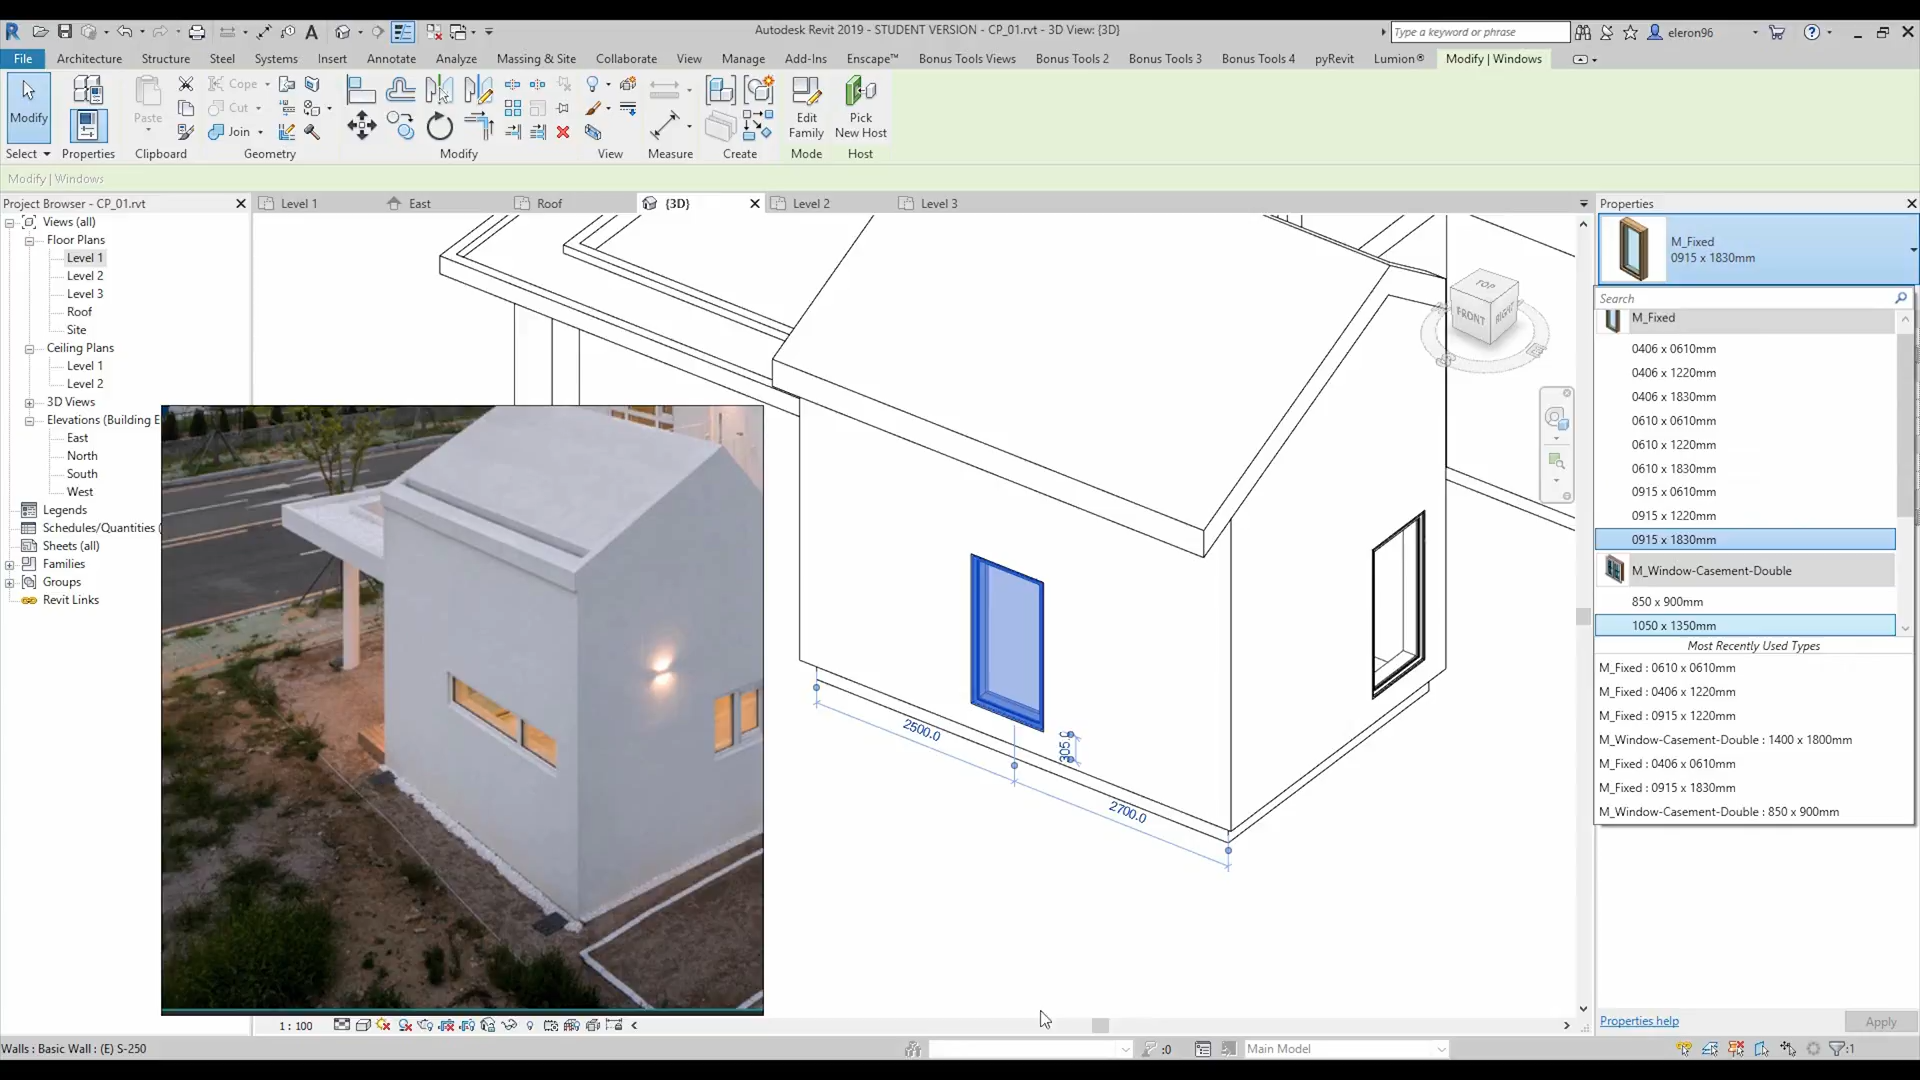 Autodesk Revit 2019 - STUDENT VERSION - CP_01.rvt - 3D View: {3D}
Type a keyword or phrase
eleron96
File
Architecture
Structure
Steel
Systems
Insert
Annotate
Analyze
Massing & Site
Collaborate
View
Manage
Add-Ins
Enscape™
Bonus Tools Views
Bonus Tools 2
Bonus Tools 3
Bonus Tools 4
pyRevit
Lumion®
Modify | Windows
Modify
Paste
Cope
Cut
Join
Edit
Family
Pick
New Host
Select
Properties
Clipboard
Geometry
Modify
View
Measure
Create
Mode
Host
Modify | Windows
Project Browser - CP_01.rvt
Level 1
East
Roof
{3D}
Level 2
Level 3
Properties
Views (all)
Floor Plans
Level 1
Level 2
Level 3
Roof
Site
Ceiling Plans
Level 1
Level 2
3D Views
Elevations (Building E
East
North
South
West
Legends
Schedules/Quantities (
Sheets (all)
Families
Groups
Revit Links
TOP
FRONT
RIGHT
2500.0
305.0
2700.0
M_Fixed
0915 x 1830mm
Search
M_Fixed
0406 x 0610mm
0406 x 1220mm
0406 x 1830mm
0610 x 0610mm
0610 x 1220mm
0610 x 1830mm
0915 x 0610mm
0915 x 1220mm
0915 x 1830mm
M_Window-Casement-Double
850 x 900mm
1050 x 1350mm
Most Recently Used Types
M_Fixed : 0610 x 0610mm
M_Fixed : 0406 x 1220mm
M_Fixed : 0915 x 1220mm
M_Window-Casement-Double : 1400 x 1800mm
M_Fixed : 0406 x 0610mm
M_Fixed : 0915 x 1830mm
M_Window-Casement-Double : 850 x 900mm
Properties help
Apply
1 : 100
Walls : Basic Wall : (E) S-250
:0
Main Model
:1